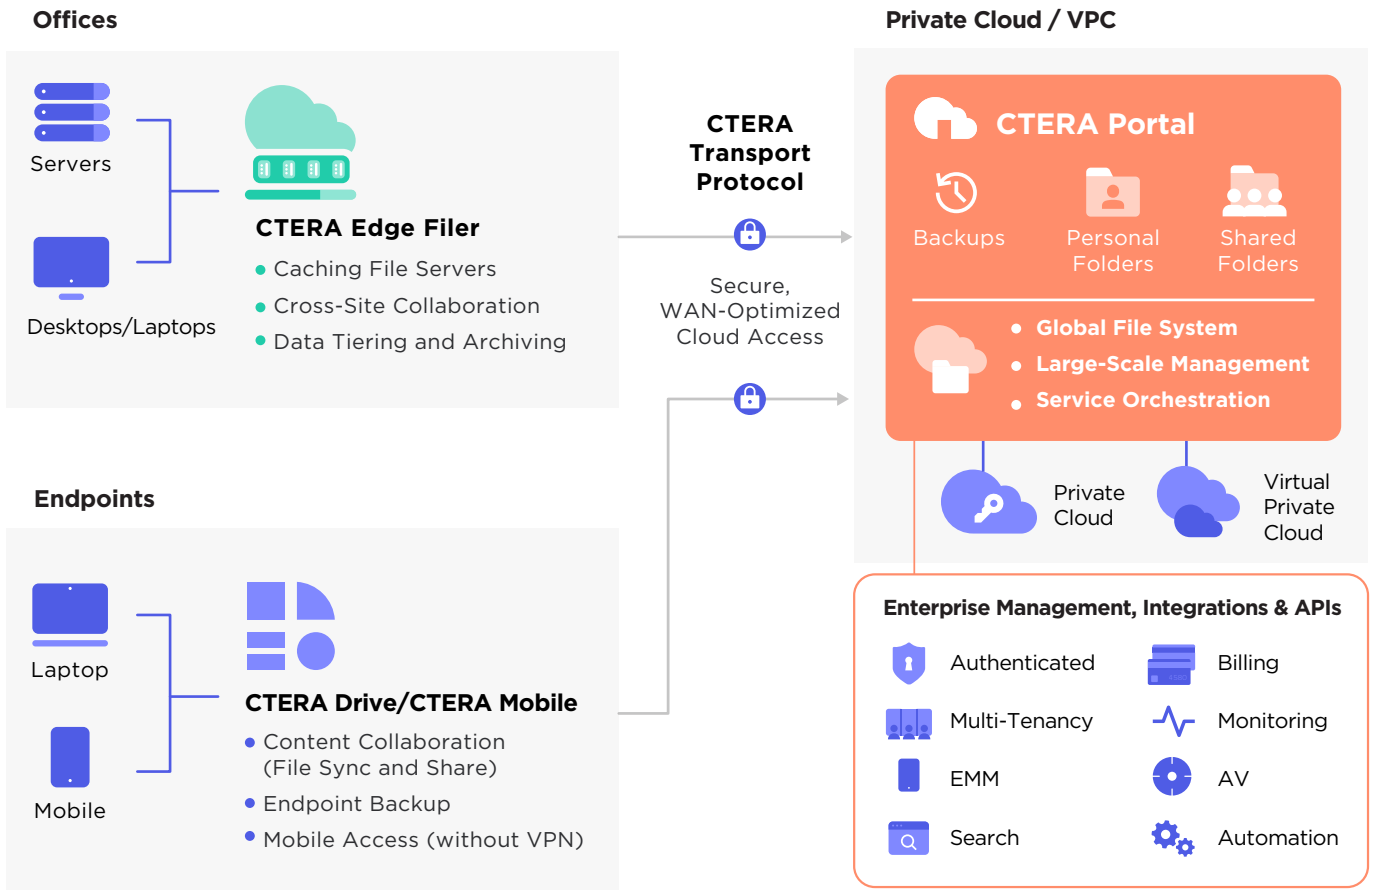 Offices
Servers
Desktops/Laptops
CTERA Edge Filer
Caching File Servers
Cross-Site Collaboration
Data Tiering and Archiving
Endpoints
Laptop
Mobile
CTERA Drive/CTERA Mobile
Content Collaboration
(File Sync and Share)
Endpoint Backup
Mobile Access (without VPN)
CTERA
Transport
Protocol
Secure,
WAN-Optimized
Cloud Access
Private Cloud / VPC
CTERA Portal
Backups
Personal
Folders
Shared
Folders
Global File System
Large-Scale Management
Service Orchestration
Private
Cloud
Virtual
Private
Cloud
Enterprise Management, Integrations & APIs
Authenticated
Billing
Multi-Tenancy
Monitoring
EMM
AV
Search
Automation